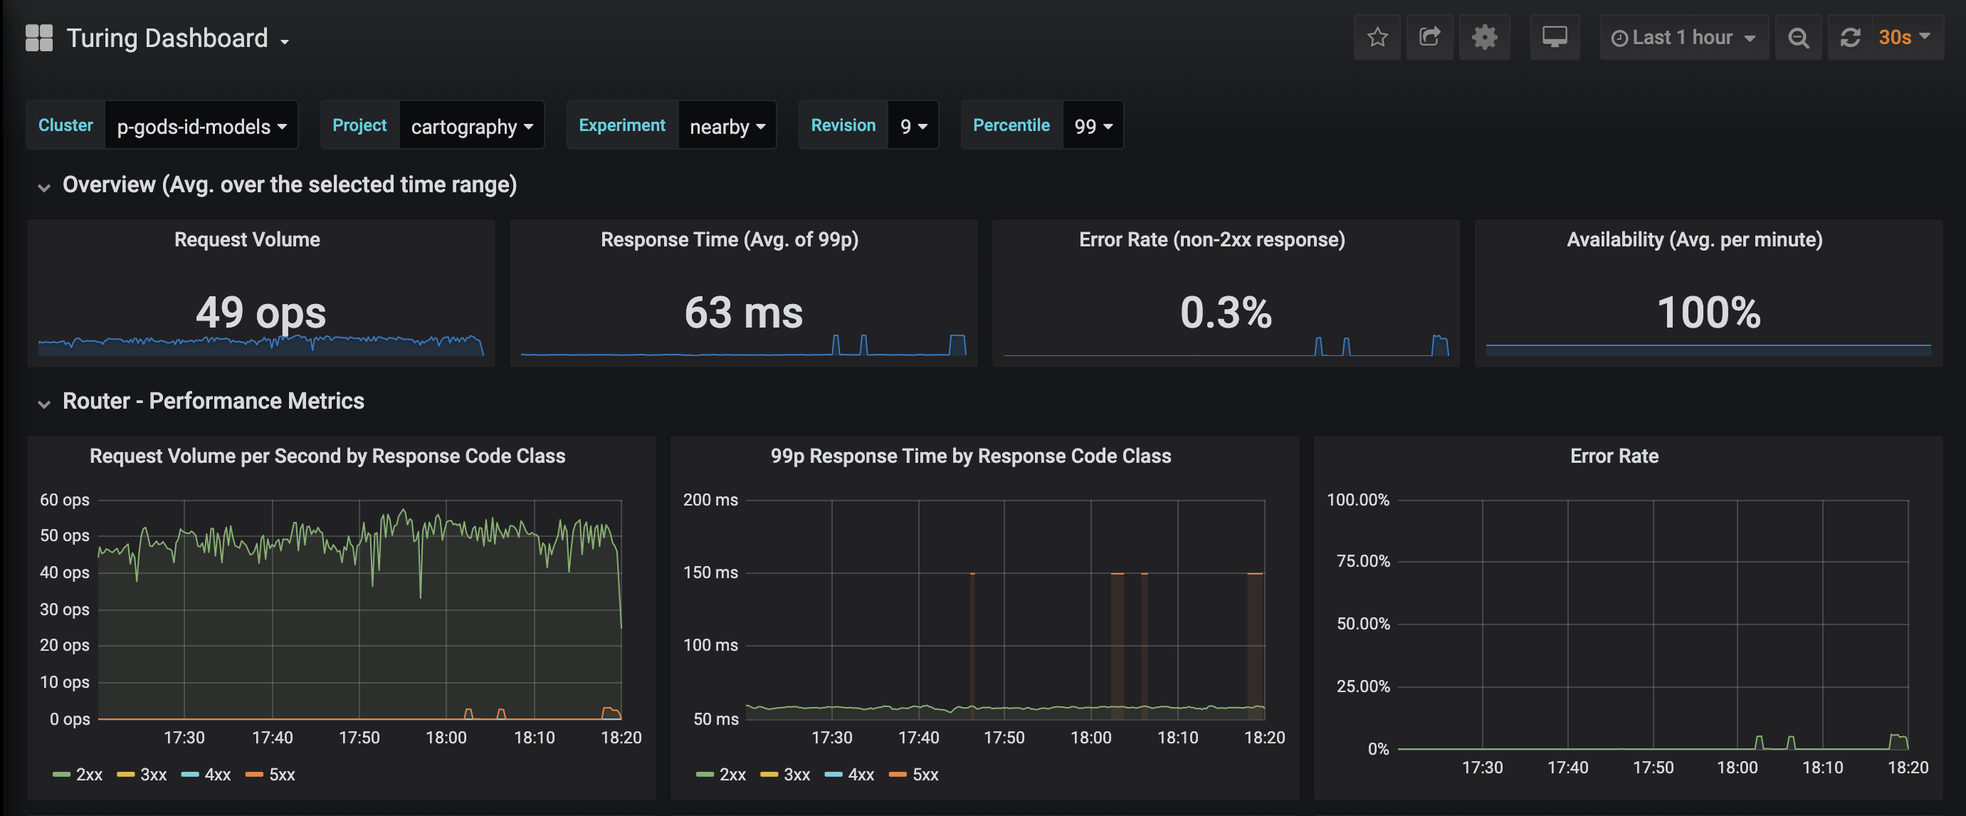 Turing Dashboard
Last 1 hour
30s
Cluster p-gods-id-models
Project cartography
Experiment nearby
Revision 9
Percentile 99
Overview (Avg. over the selected time range)
Request Volume
49 ops
Response Time (Avg. of 99p)
63 ms
Error Rate (non-2xx response)
0.3%
Availability (Avg. per minute)
100%
Router - Performance Metrics
Request Volume per Second by Response Code Class
60 ops
50 ops
40 ops
30 ops
20 ops
10 ops
0 ops
17:30 17:40 17:50 18:00 18:10 18:20
2xx 3xx 4xx 5xx
99p Response Time by Response Code Class
200 ms
150 ms
100 ms
50 ms
17:30 17:40 17:50 18:00 18:10 18:20
2xx 3xx 4xx 5xx
Error Rate
100.00%
75.00%
50.00%
25.00%
0%
17:30 17:40 17:50 18:00 18:10 18:20